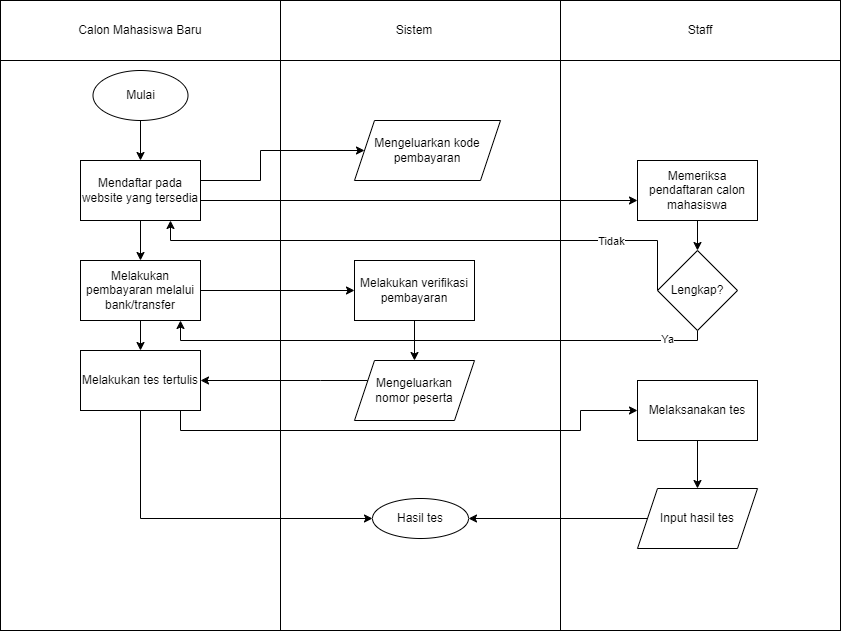 Calon Mahasiswa Baru
Sistem
Staff
Mulai
Mengeluarkan kode
pembayaran
Mendaftar pada
website yang tersedia
Memeriksa
pendaftaran calon
mahasiswa
Tidak
Melakukan
pembayaran melalui
bank/transfer
Melakukan verifikasi
pembayaran
Lengkap?
Ya
Melakukan tes tertulis
Mengeluarkan
nomor peserta
Melaksanakan tes
Hasil tes
Input hasil tes